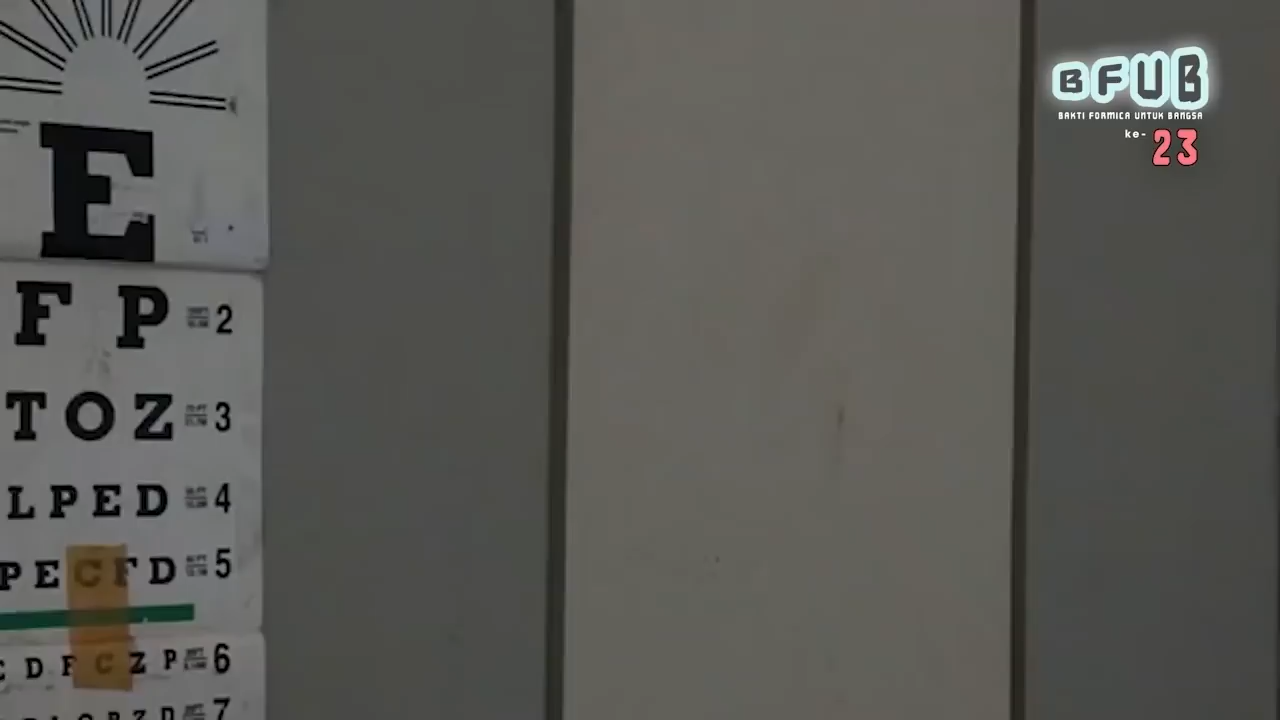 BFUB
BAKTI FORMICA UNTUK BANGSA
ke-
23
E
F P 2
T O Z 3
L P E D 4
P E C F D 5
D F C Z P 6
P Z D 7